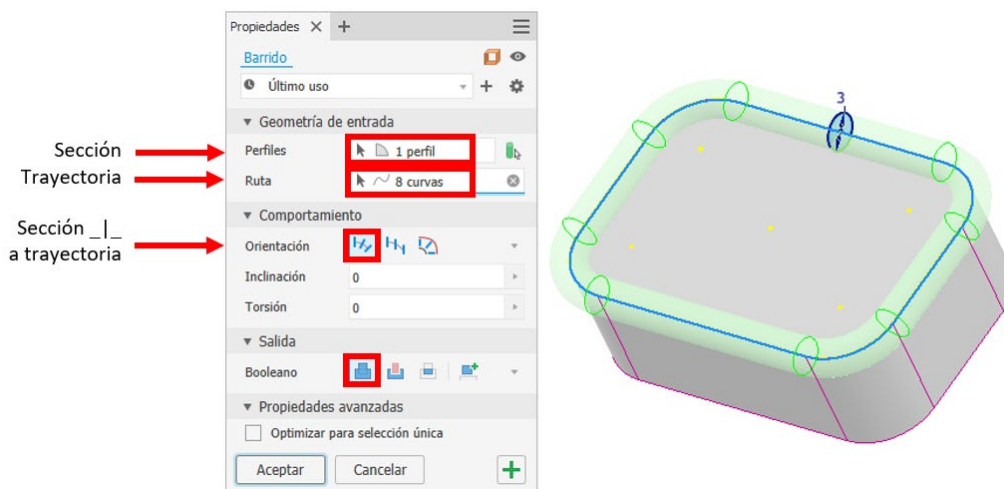 Propiedades × +
Barrido
Último uso
Geometría de entrada
Sección
Perfiles
1 perfil
Trayectoria
Ruta
8 curvas
Comportamiento
Sección _|_
a trayectoria
Orientación
Inclinación
0
Torsión
0
Salida
Booleano
Propiedades avanzadas
Optimizar para selección única
Aceptar
Cancelar
3